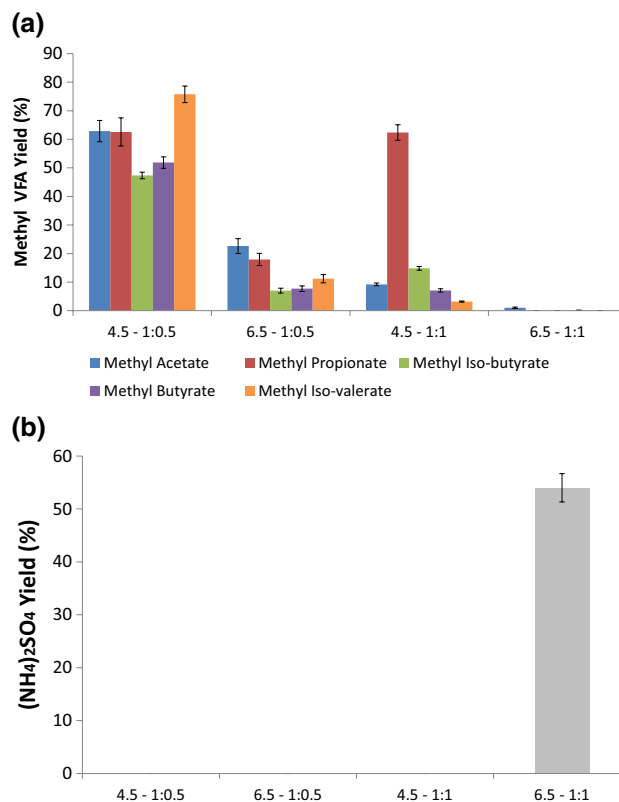 (a)
Methyl VFA Yield (%)
90
80
70
60
50
40
30
20
10
0
4.5 - 1:0.5 6.5 - 1:0.5 4.5 - 1:1 6.5 - 1:1
Methyl Acetate Methyl Propionate Methyl Iso-butyrate
Methyl Butyrate Methyl Iso-valerate
(b)
(NH4)2SO4 Yield (%)
60
50
40
30
20
10
0
4.5 - 1:0.5 6.5 - 1:0.5 4.5 - 1:1 6.5 - 1:1